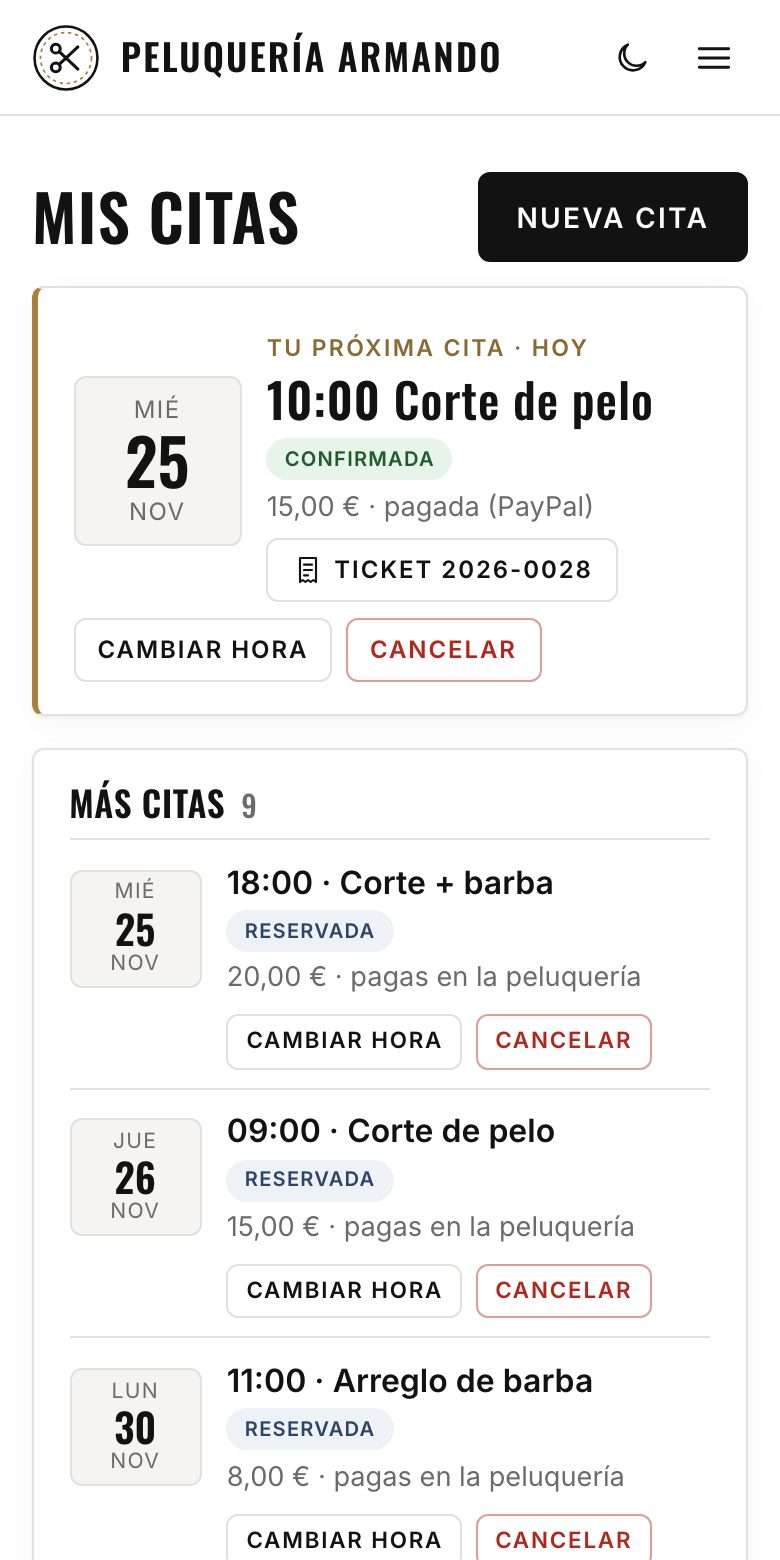 PELUQUERÍA ARMANDO
MIS CITAS
NUEVA CITA
TU PRÓXIMA CITA · HOY
MIÉ
25
NOV
10:00 Corte de pelo
CONFIRMADA
15,00 € · pagada (PayPal)
TICKET 2026-0028
CAMBIAR HORA
CANCELAR
MÁS CITAS 9
MIÉ
25
NOV
18:00 · Corte + barba
RESERVADA
20,00 € · pagas en la peluquería
CAMBIAR HORA
CANCELAR
JUE
26
NOV
09:00 · Corte de pelo
RESERVADA
15,00 € · pagas en la peluquería
CAMBIAR HORA
CANCELAR
LUN
30
NOV
11:00 · Arreglo de barba
RESERVADA
8,00 € · pagas en la peluquería
CAMBIAR HORA
CANCELAR